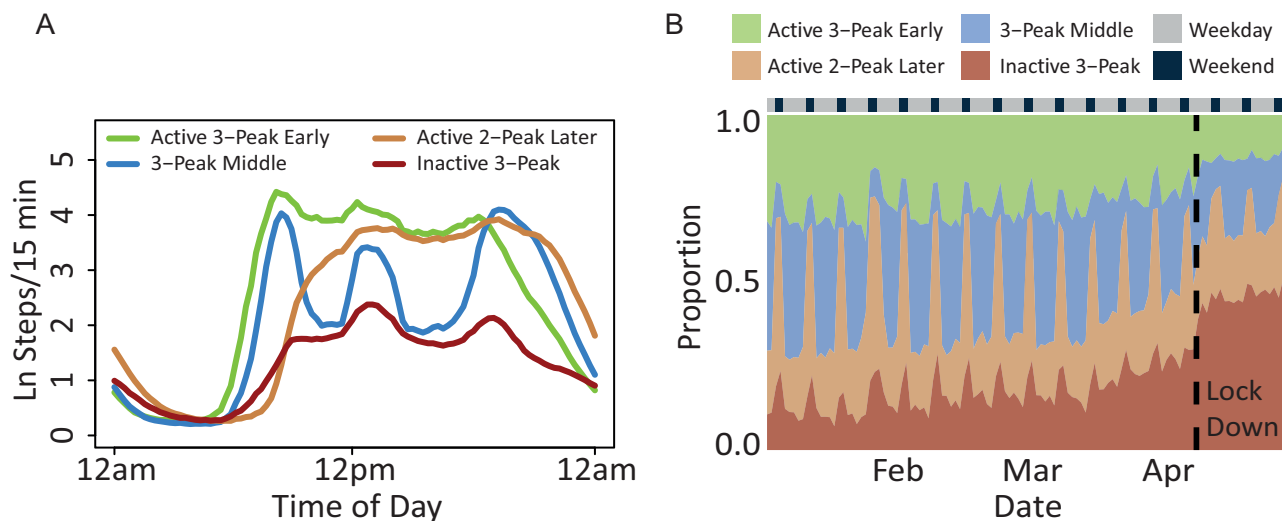 A
Active 3−Peak Early
3−Peak Middle
Active 2−Peak Later
Inactive 3−Peak
Ln Steps/15 min
5
4
3
2
1
0
12am
12pm
12am
Time of Day
B
Active 3−Peak Early
3−Peak Middle
Weekday
Active 2−Peak Later
Inactive 3−Peak
Weekend
Proportion
1.0
0.5
0.0
Lock
Down
Feb
Mar
Apr
Date